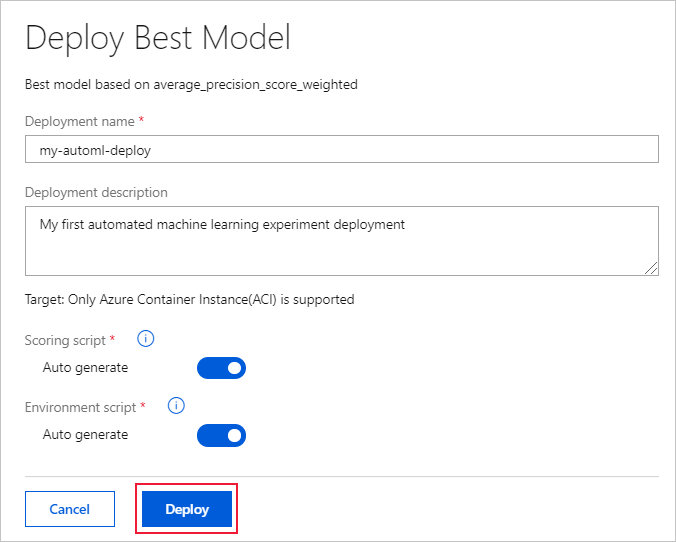 Deploy Best Model
Best model based on average_precision_score_weighted
Deployment name *
my-automl-deploy
Deployment description
My first automated machine learning experiment deployment
Target: Only Azure Container Instance(ACI) is supported
Scoring script * i
Auto generate
Environment script * i
Auto generate
Cancel Deploy